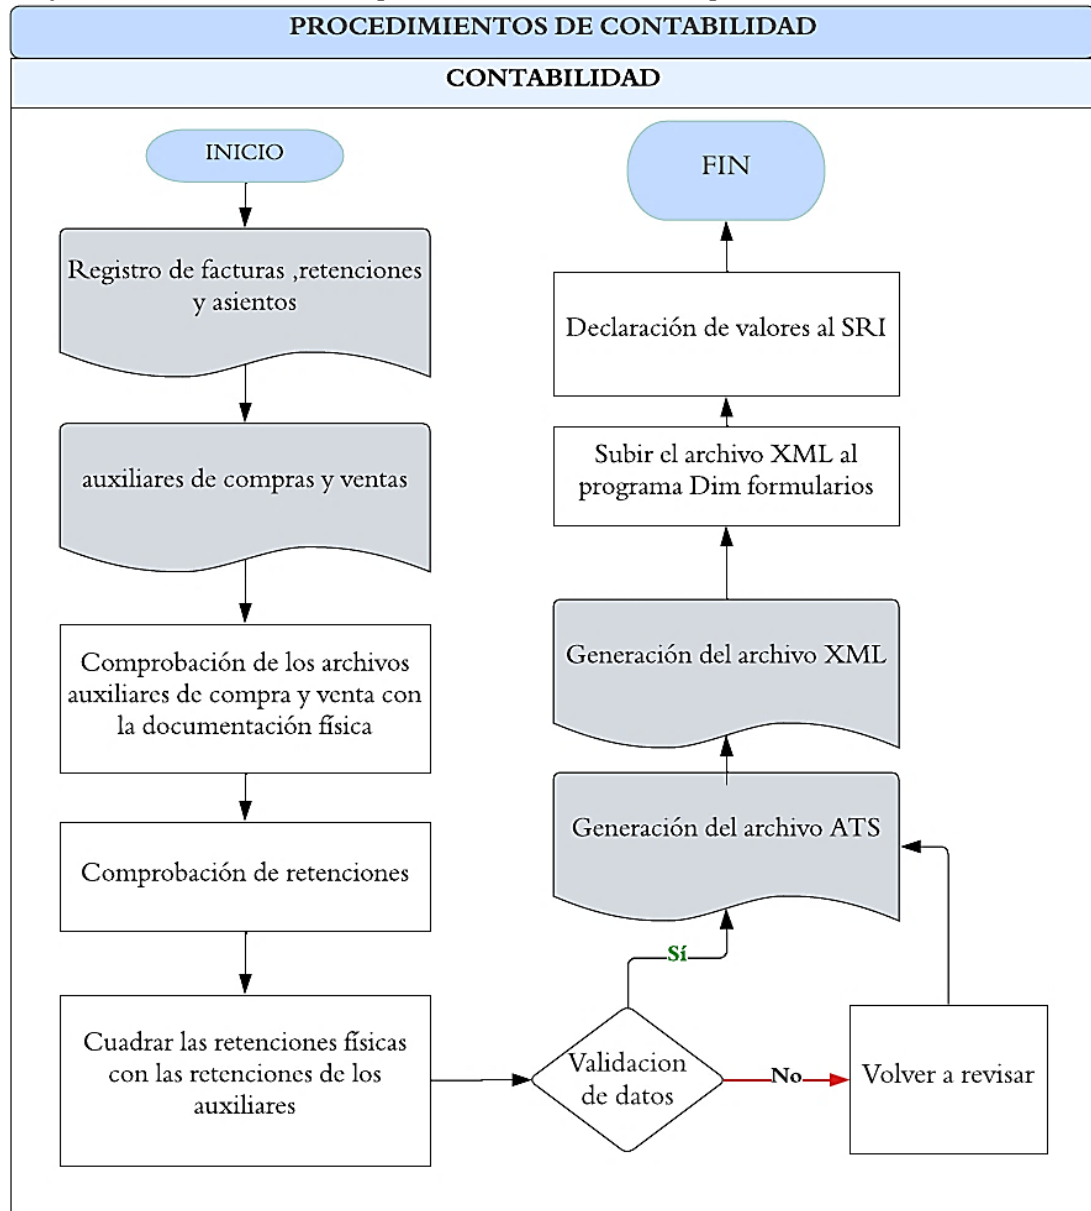 PROCEDIMIENTOS DE CONTABILIDAD
CONTABILIDAD
INICIO
Registro de facturas ,retenciones
y asientos
auxiliares de compras y ventas
Comprobación de los archivos
auxiliares de compra y venta con
la documentación física
Comprobación de retenciones
Cuadrar las retenciones físicas
con las retenciones de los
auxiliares
Validacion
de datos
Sí
No
Volver a revisar
Generación del archivo ATS
Generación del archivo XML
Subir el archivo XML al
programa Dim formularios
Declaración de valores al SRI
FIN